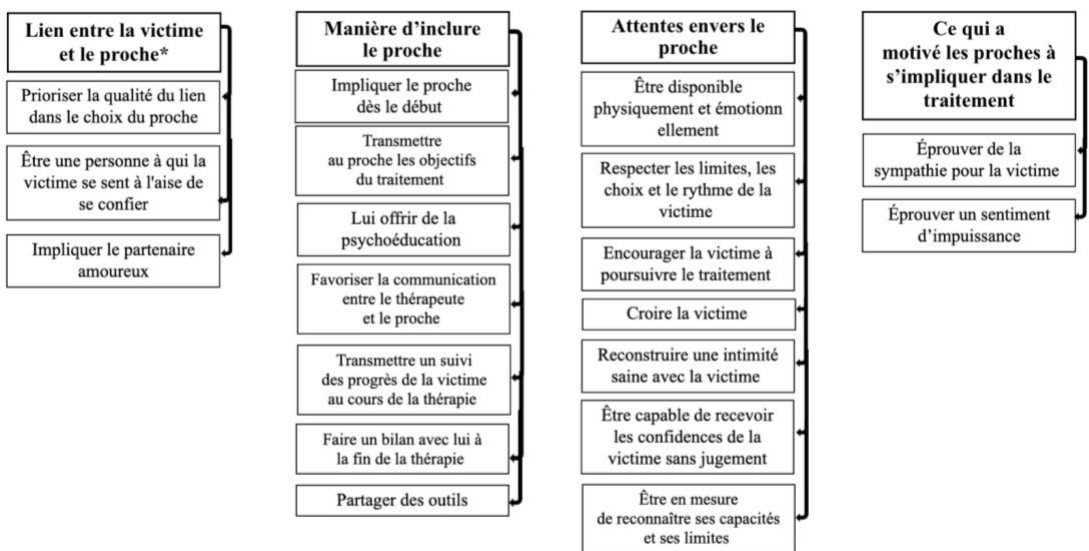 Lien entre la victime
et le proche*
Prioriser la qualité du lien
dans le choix du proche
Être une personne à qui la
victime se sent à l'aise de
se confier
Impliquer le partenaire
amoureux
Manière d’inclure
le proche
Impliquer le proche
dès le début
Transmettre
au proche les objectifs
du traitement
Lui offrir de la
psychoéducation
Favoriser la communication
entre le thérapeute
et le proche
Transmettre un suivi
des progrès de la victime
au cours de la thérapie
Faire un bilan avec lui à
la fin de la thérapie
Partager des outils
Attentes envers le
proche
Être disponible
physiquement et émotionn
ellement
Respecter les limites, les
choix et le rythme de la
victime
Encourager la victime à
poursuivre le traitement
Croire la victime
Reconstruire une intimité
saine avec la victime
Être capable de recevoir
les confidences de la
victime sans jugement
Être en mesure
de reconnaître ses capacités
et ses limites
Ce qui a
motivé les proches à
s’impliquer dans le
traitement
Éprouver de la
sympathie pour la victime
Éprouver un sentiment
d’impuissance